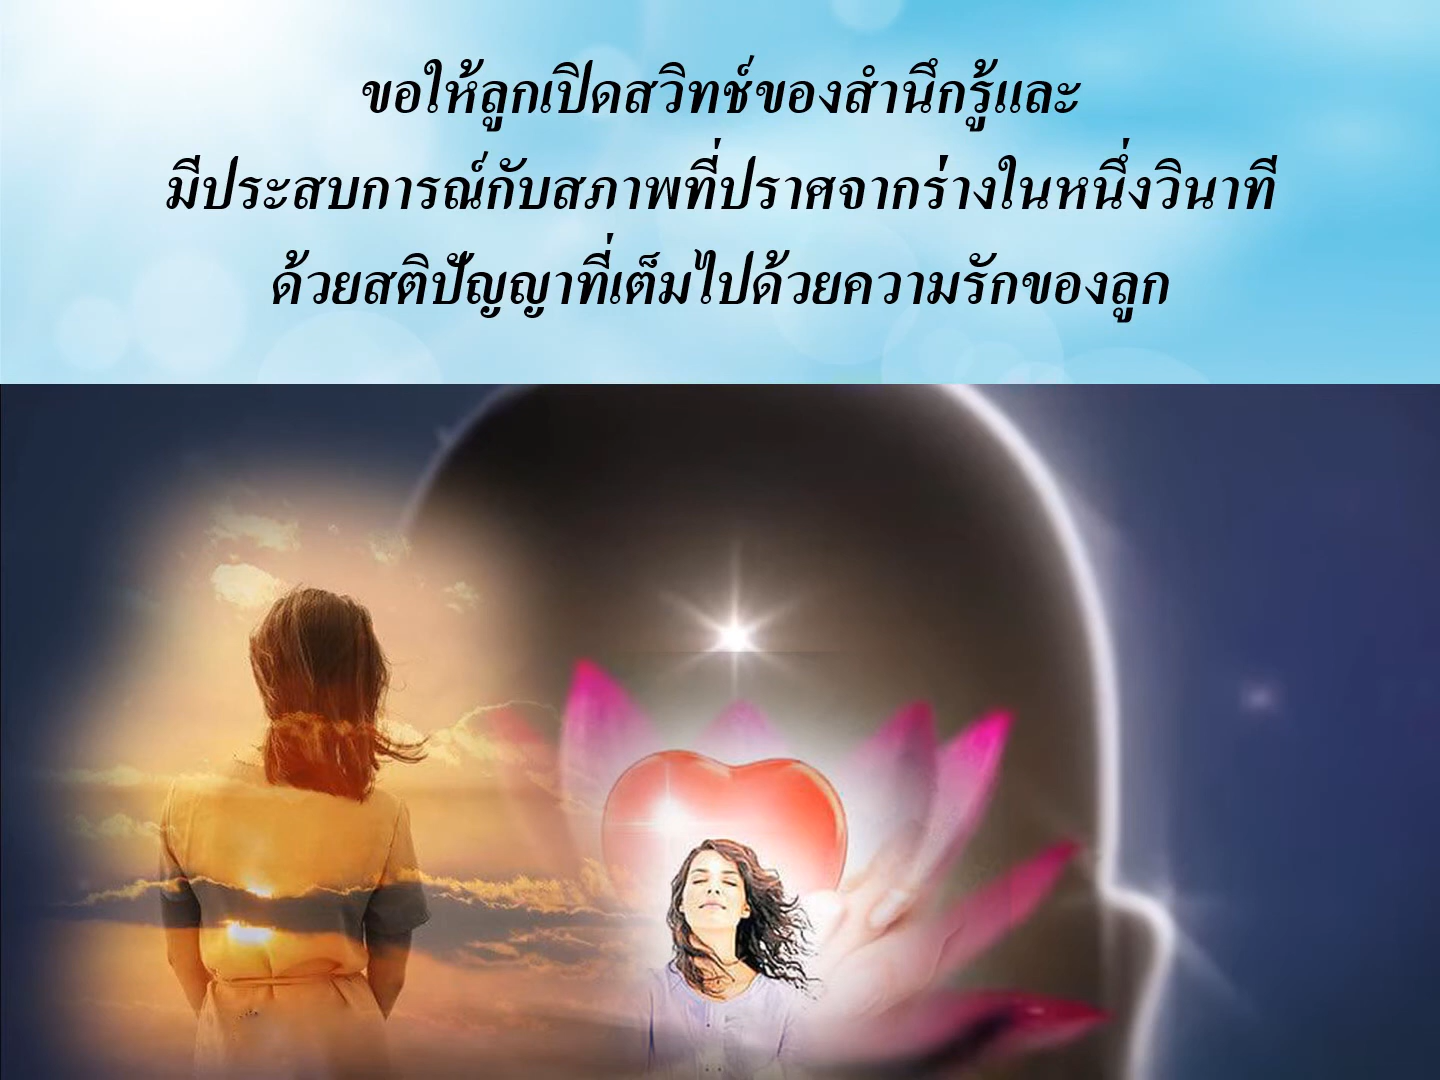 ขอให้ลูกเปิดสวิทช์ของสำนึกรู้และ
มีประสบการณ์กับสภาพที่ปราศจากร่างในหนึ่งวินาที
ด้วยสติปัญญาที่เต็มไปด้วยความรักของลูก